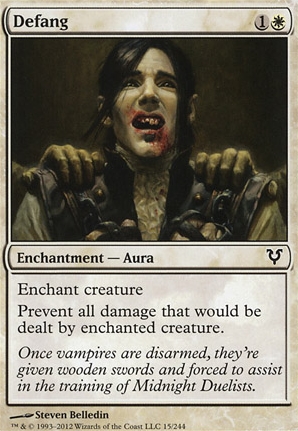 Defang 1
Enchantment — Aura
Enchant creature
Prevent all damage that would be
dealt by enchanted creature.
Once vampires are disarmed, they're
given wooden swords and forced to assist
in the training of Midnight Duelists.
Steven Belledin
™ & © 1993–2012 Wizards of the Coast LLC 15/244